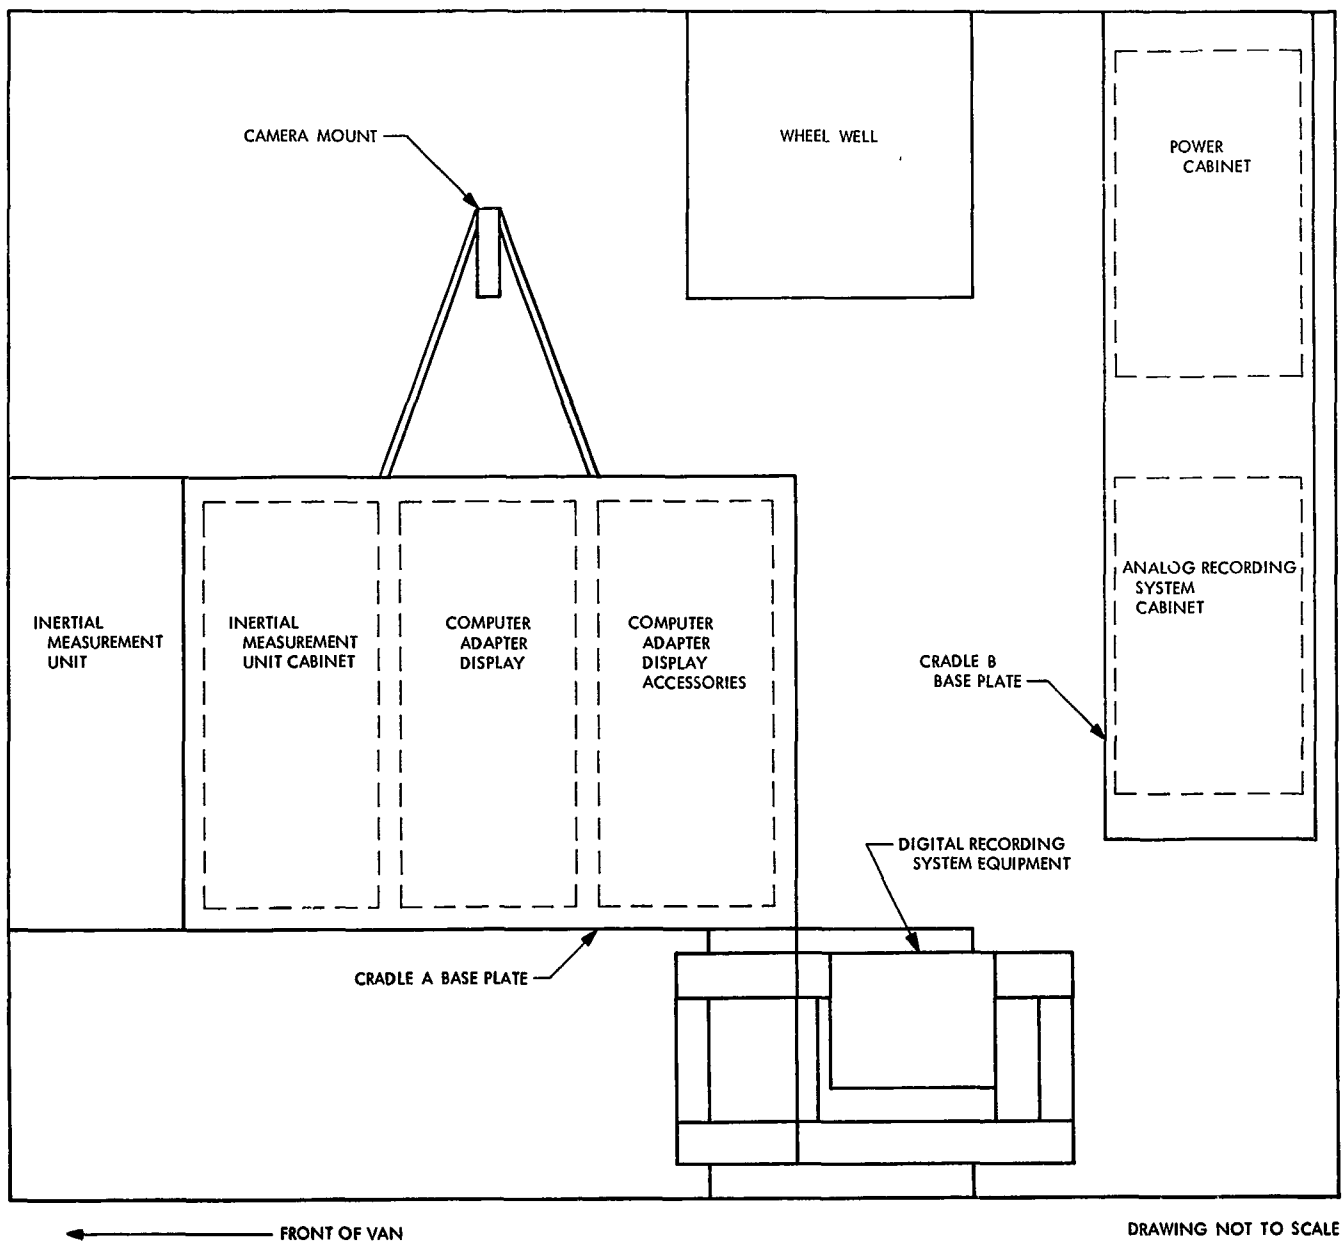 CAMERA MOUNT
WHEEL WELL
POWER
CABINET
ANALOG RECORDING
SYSTEM
CABINET
INERTIAL
MEASUREMENT
UNIT
INERTIAL
MEASUREMENT
UNIT CABINET
COMPUTER
ADAPTER
DISPLAY
COMPUTER
ADAPTER
DISPLAY
ACCESSORIES
CRADLE B
BASE PLATE
DIGITAL RECORDING
SYSTEM EQUIPMENT
CRADLE A BASE PLATE
FRONT OF VAN
DRAWING NOT TO SCALE